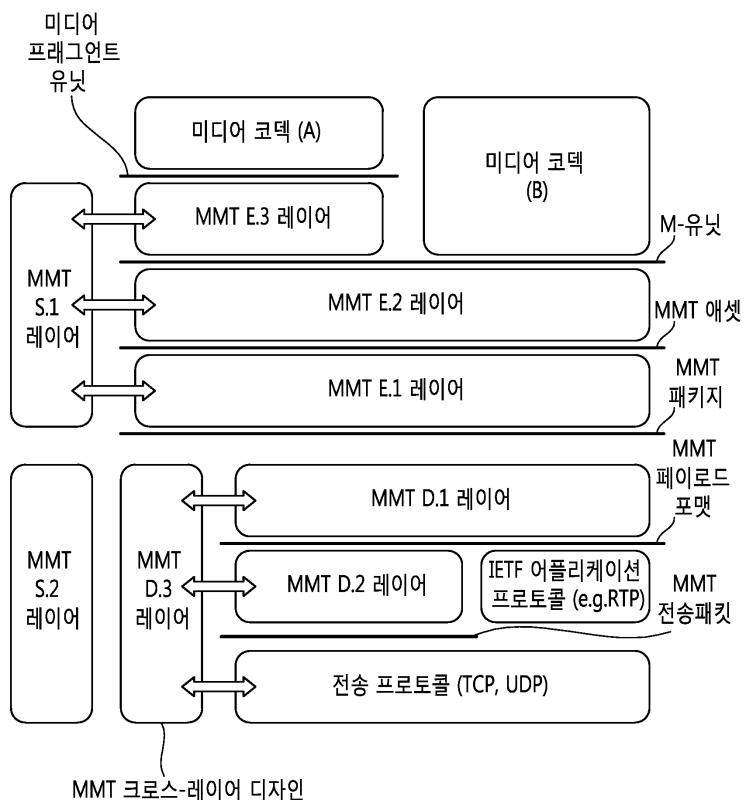 미디어
프래그먼트
유닛
미디어 코덱 (A)
미디어 코덱
(B)
MMT E.3 레이어
M-유닛
MMT
S.1
레이어
MMT E.2 레이어
MMT 애셋
MMT E.1 레이어
MMT
패키지
MMT
페이로드
포맷
MMT D.1 레이어
MMT
S.2
레이어
MMT
D.3
레이어
MMT D.2 레이어
IETF 어플리케이션
프로토콜 (e.g.RTP)
MMT
전송패킷
전송 프로토콜 (TCP, UDP)
MMT 크로스-레이어 디자인